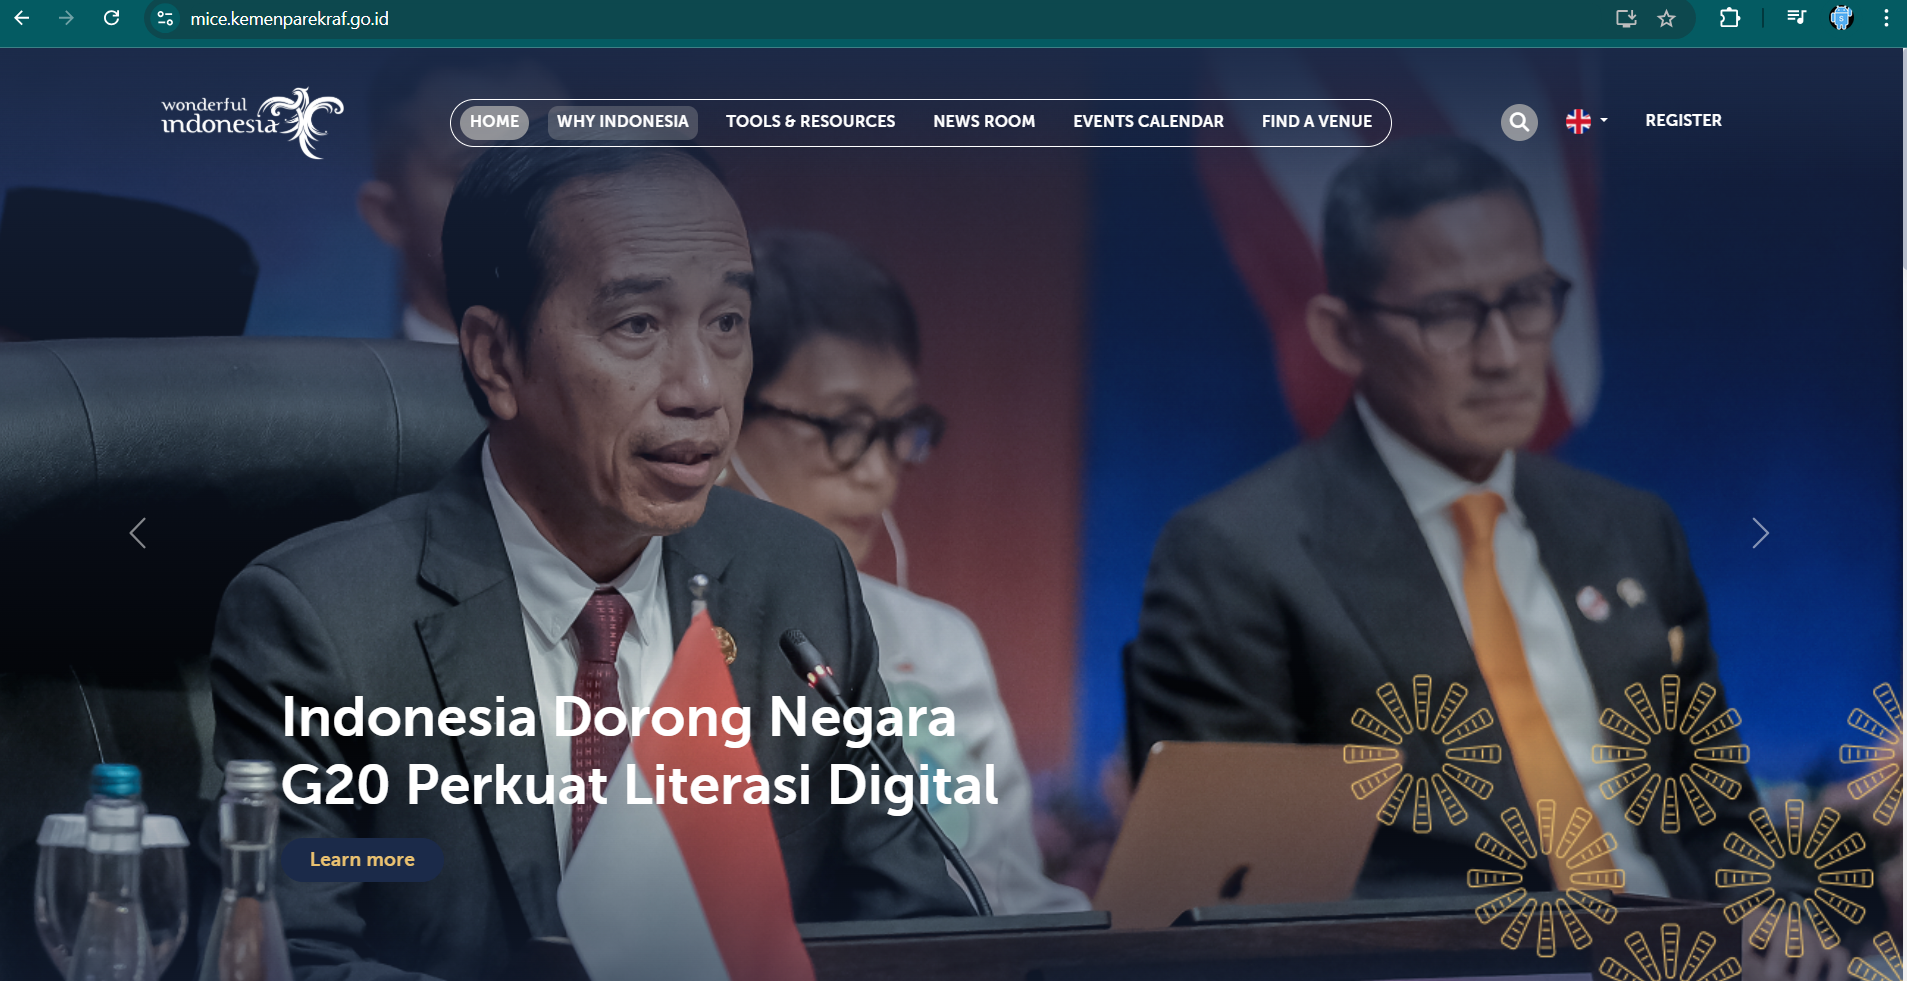 mice.kemenparekraf.go.id
wonderful
indonesia
HOME WHY INDONESIA TOOLS & RESOURCES NEWS ROOM EVENTS CALENDAR FIND A VENUE
REGISTER
Indonesia Dorong Negara
G20 Perkuat Literasi Digital
Learn more